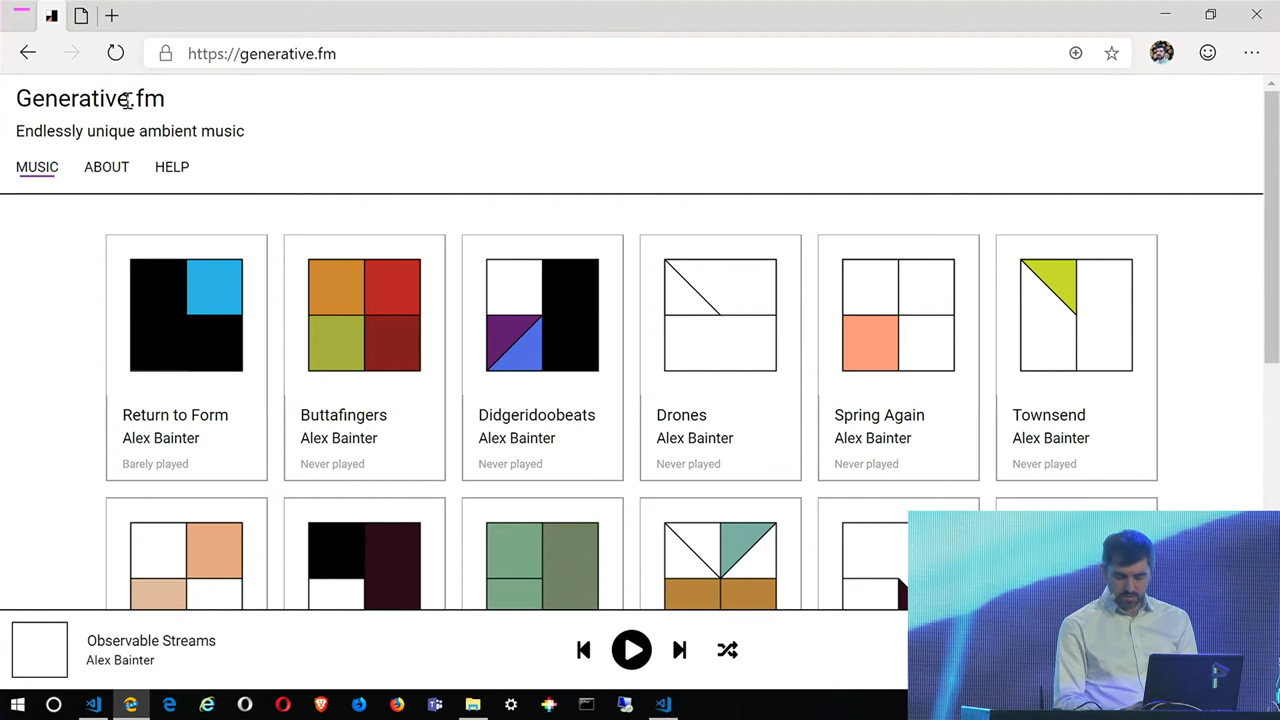 https://generative.fm
Generative.fm
Endlessly unique ambient music
MUSIC ABOUT HELP
Return to Form
Alex Bainter
Barely played
Buttafingers
Alex Bainter
Never played
Didgeridoobeats
Alex Bainter
Never played
Drones
Alex Bainter
Never played
Spring Again
Alex Bainter
Never played
Townsend
Alex Bainter
Never played
Observable Streams
Alex Bainter